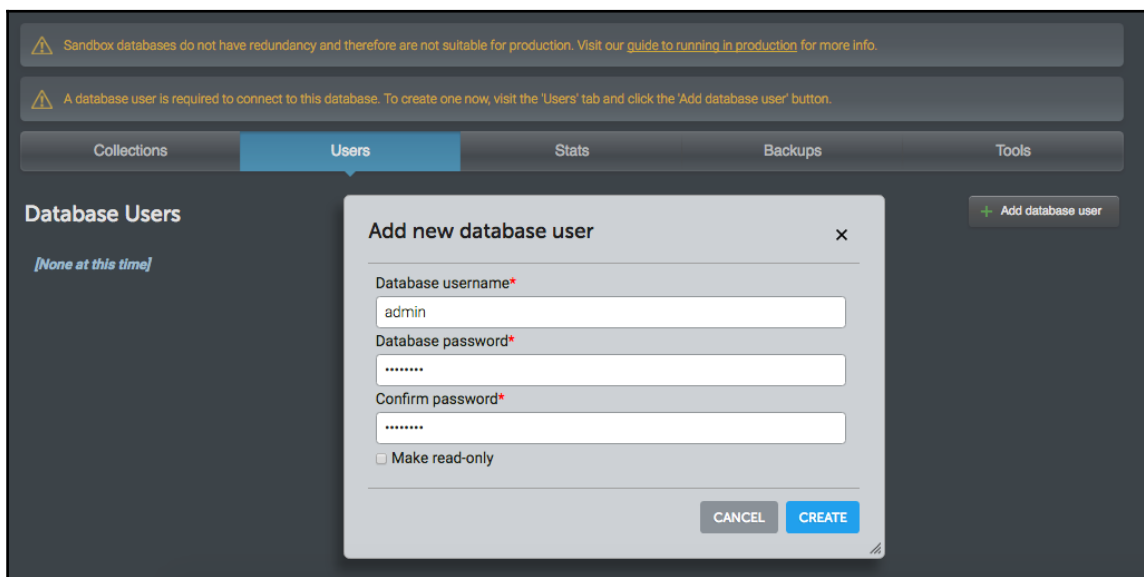 Sandbox databases do not have redundancy and therefore are not suitable for production. Visit our guide to running in production for more info.
A database user is required to connect to this database. To create one now, visit the 'Users' tab and click the 'Add database user' button.
Collections Users Stats Backups Tools
Database Users
+ Add database user
[None at this time]
Add new database user ×
Database username*
admin
Database password*
••••••••
Confirm password*
••••••••
Make read-only
CANCEL CREATE